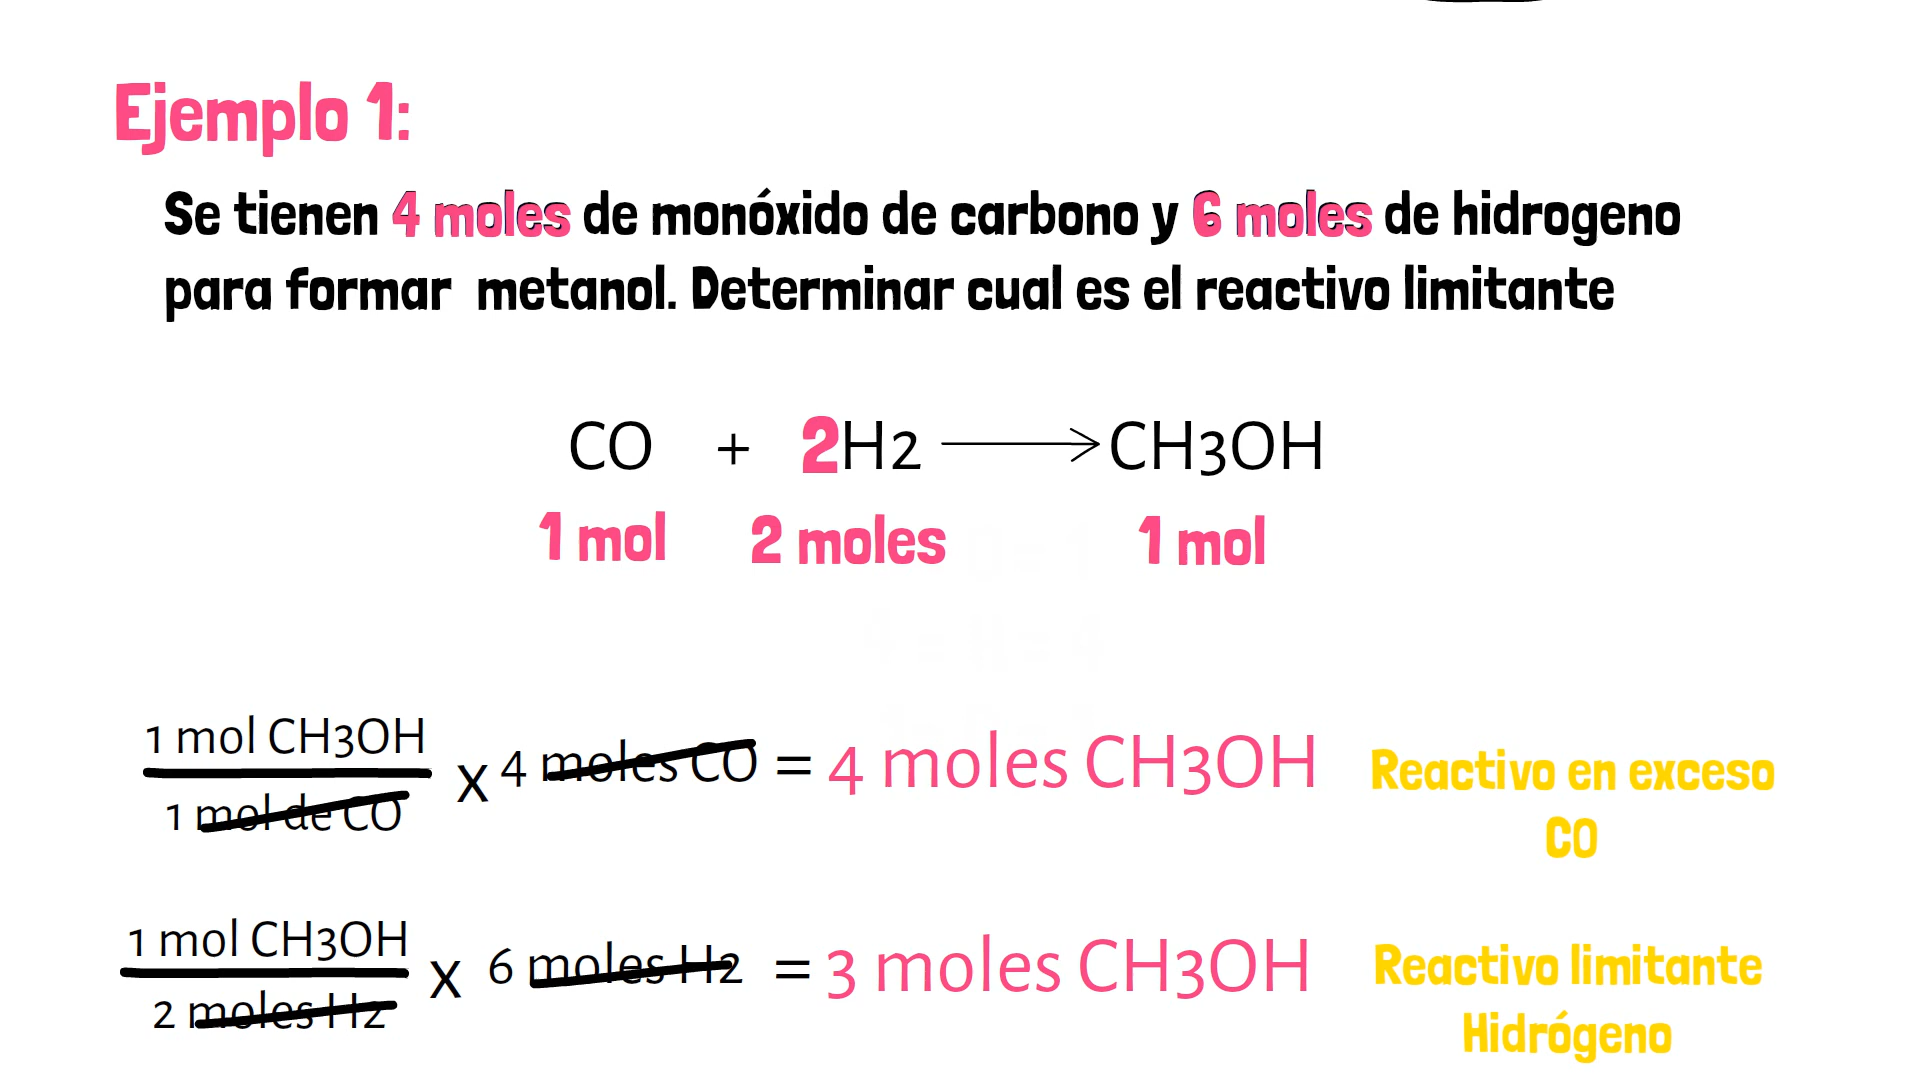 Ejemplo 1:
Se tienen 4 moles de monóxido de carbono y 6 moles de hidrogeno
para formar metanol. Determinar cual es el reactivo limitante
CO + 2H2 ⟶ CH3OH
1 mol 2 moles 1 mol
1 mol CH3OH
x 4 moles CO = 4 moles CH3OH
1 mol de CO
Reactivo en exceso
CO
1 mol CH3OH
x 6 moles H2 = 3 moles CH3OH
2 moles H2
Reactivo limitante
Hidrógeno